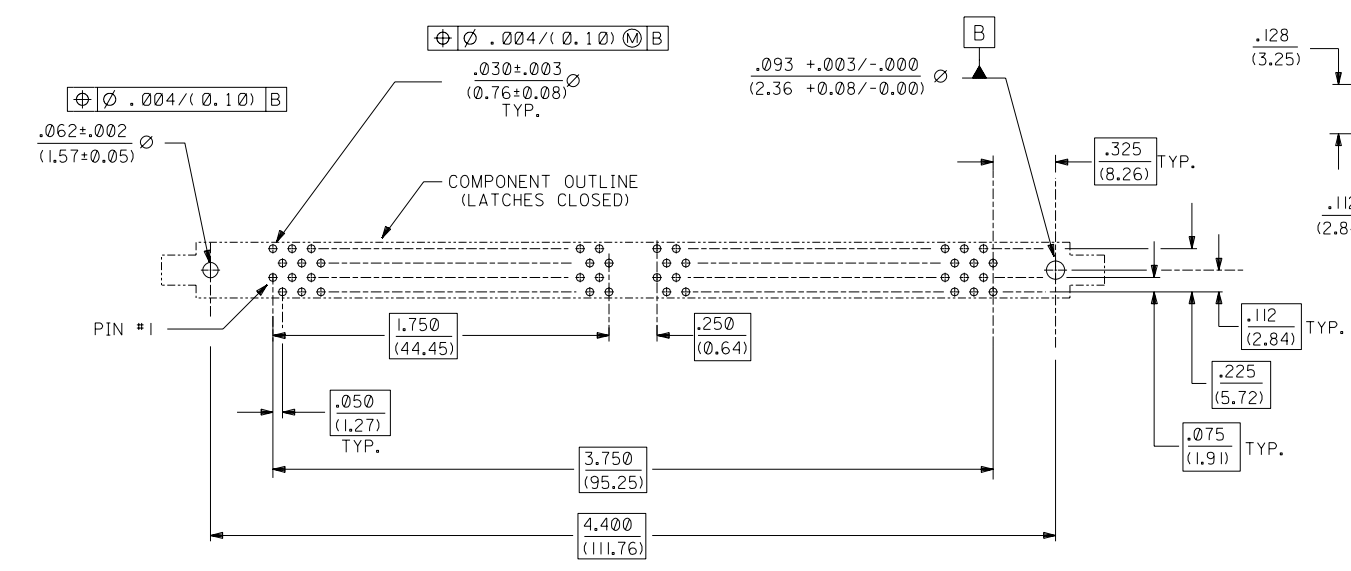 ⌖ Ø .004/(0.10) Ⓜ B
.030±.003
(0.76±0.08) Ø
TYP.
B
.093 +.003/-.000
(2.36 +0.08/-0.00) Ø
.128
(3.25)
⌖ Ø .004/(0.10) B
.062±.002
(1.57±0.05) Ø
.325
(8.26)
TYP.
COMPONENT OUTLINE
(LATCHES CLOSED)
PIN #1
1.750
(44.45)
.250
(0.64)
.112
(2.84)
TYP.
.225
(5.72)
.050
(1.27)
TYP.
.075
(1.91)
TYP.
3.750
(95.25)
4.400
(111.76)